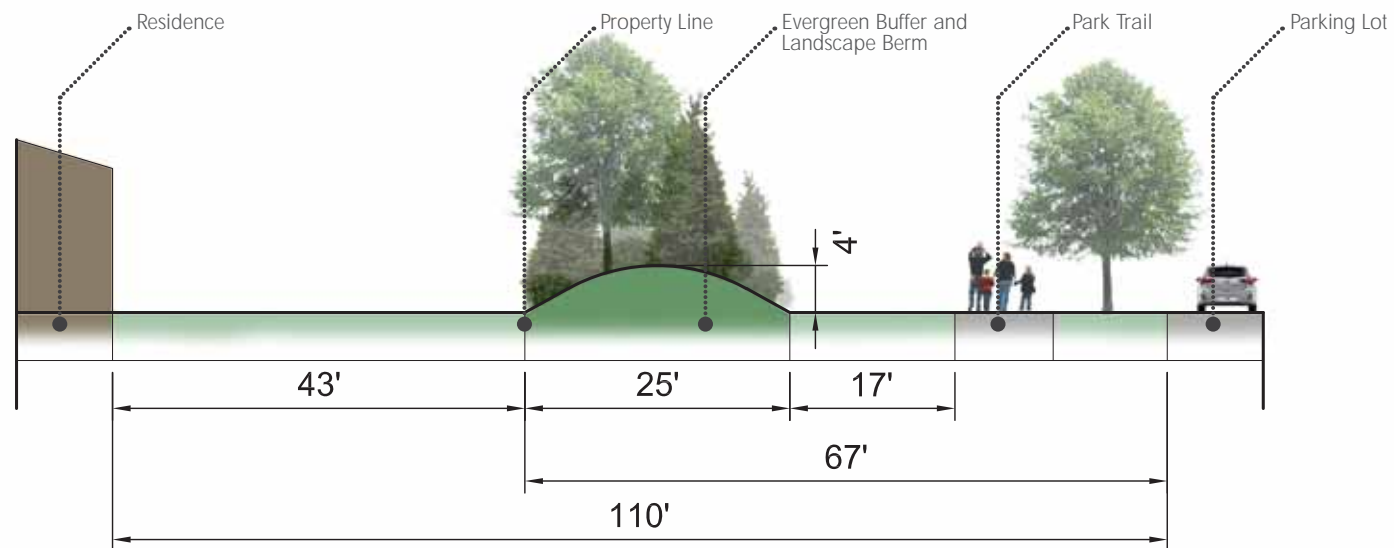 Residence
Property Line
Evergreen Buffer and
Landscape Berm
Park Trail
Parking Lot
4'
43'
25'
17'
67'
110'